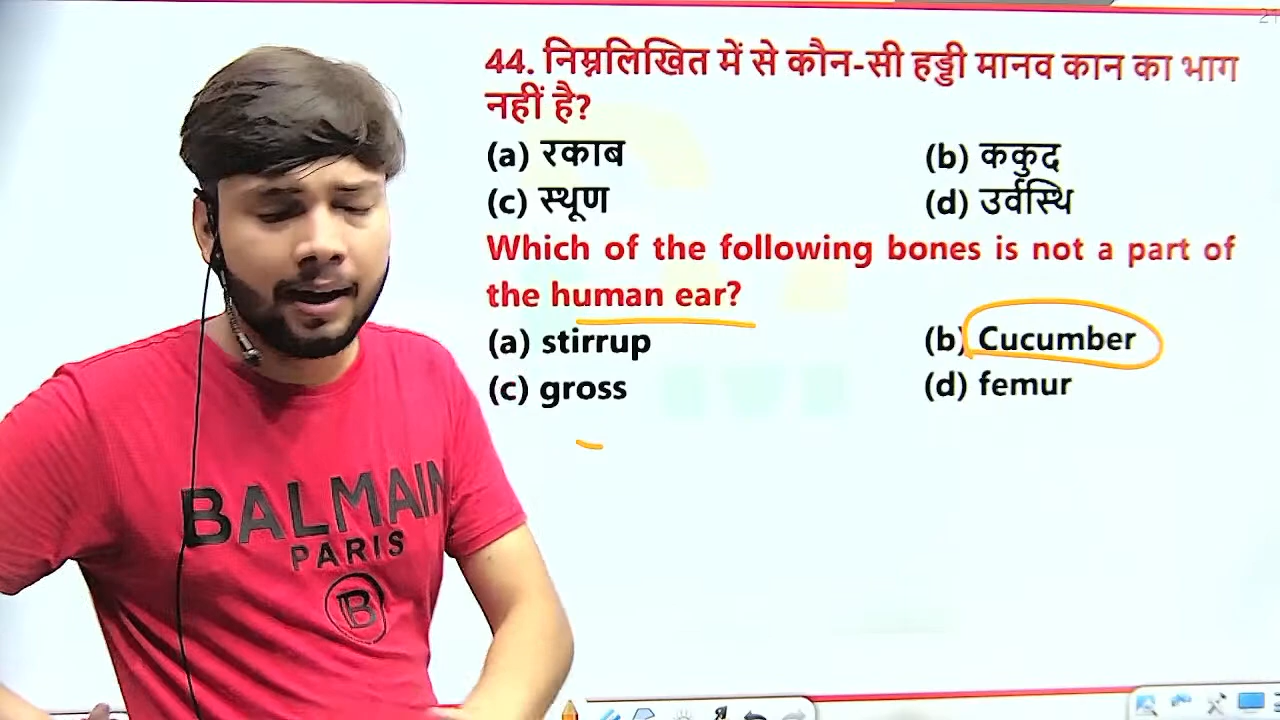 44. निम्नलिखित में से कौन-सी हड्डी मानव कान का भाग
नहीं है?
(a) रकाब (b) ककुद
(c) स्थूण (d) उर्वस्थि
Which of the following bones is not a part of
the human ear?
(a) stirrup (b) Cucumber
(c) gross (d) femur
BALMAIN
PARIS
B